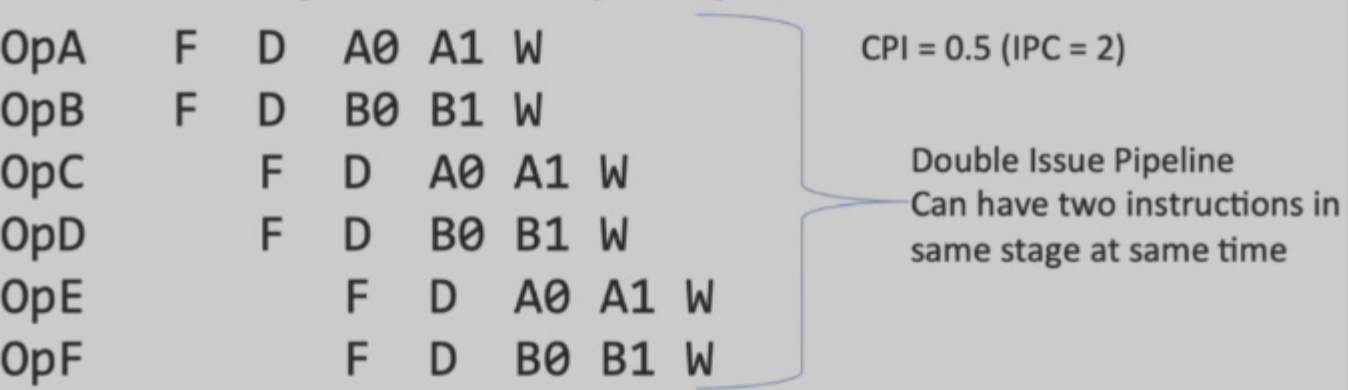 OpA F D A0 A1 W
CPI = 0.5 (IPC = 2)
OpB F D B0 B1 W
OpC F D A0 A1 W
Double Issue Pipeline
OpD F D B0 B1 W
Can have two instructions in
same stage at same time
OpE F D A0 A1 W
OpF F D B0 B1 W